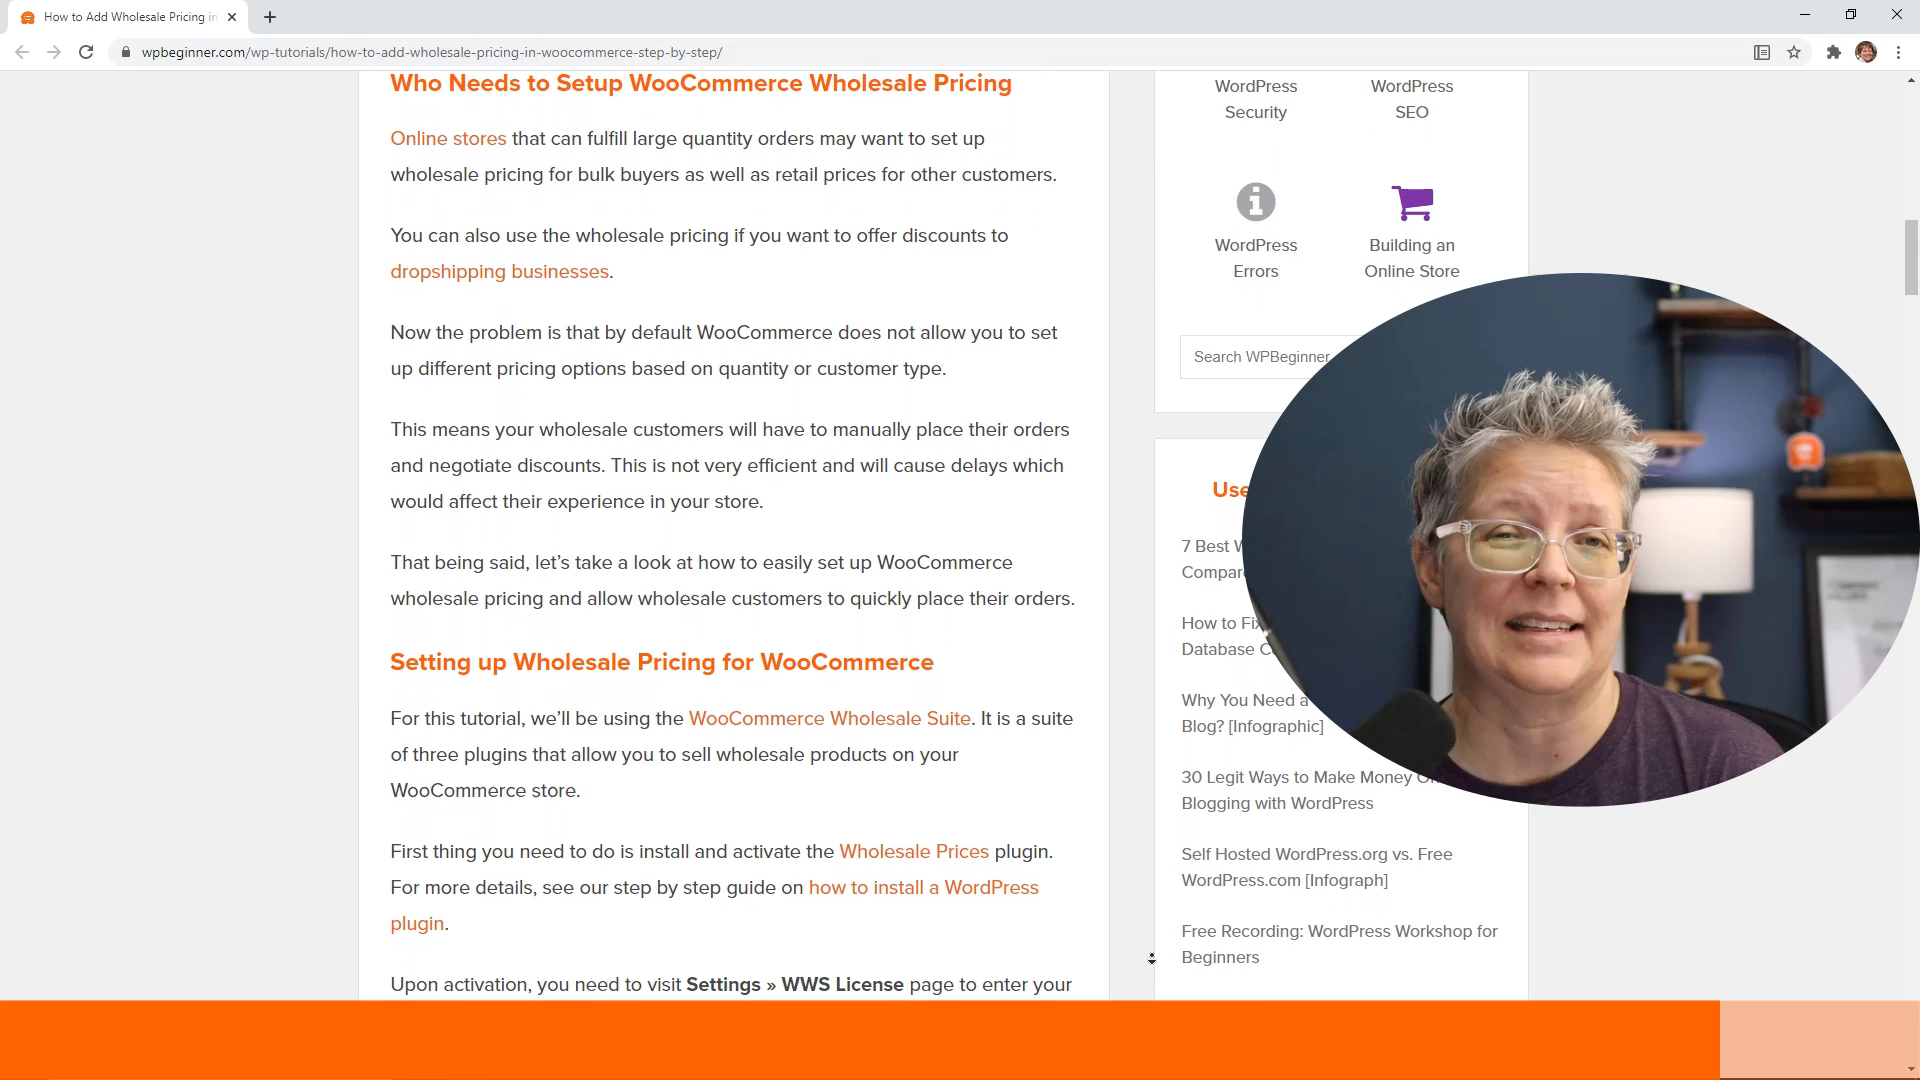 How to Add Wholesale Pricing in
wpbeginner.com/wp-tutorials/how-to-add-wholesale-pricing-in-woocommerce-step-by-step/
Who Needs to Setup WooCommerce Wholesale Pricing
Online stores that can fulfill large quantity orders may want to set up
wholesale pricing for bulk buyers as well as retail prices for other customers.
You can also use the wholesale pricing if you want to offer discounts to
dropshipping businesses.
Now the problem is that by default WooCommerce does not allow you to set
up different pricing options based on quantity or customer type.
This means your wholesale customers will have to manually place their orders
and negotiate discounts. This is not very efficient and will cause delays which
would affect their experience in your store.
That being said, let’s take a look at how to easily set up WooCommerce
wholesale pricing and allow wholesale customers to quickly place their orders.
Setting up Wholesale Pricing for WooCommerce
For this tutorial, we’ll be using the WooCommerce Wholesale Suite. It is a suite
of three plugins that allow you to sell wholesale products on your
WooCommerce store.
First thing you need to do is install and activate the Wholesale Prices plugin.
For more details, see our step by step guide on how to install a WordPress
plugin.
Upon activation, you need to visit Settings » WWS License page to enter your
WordPress
Security
WordPress
SEO
WordPress
Errors
Building an
Online Store
Search WPBeginner
Use
7 Best W
Compar
How to Fix
Database C
Why You Need a
Blog? [Infographic]
30 Legit Ways to Make Money O
Blogging with WordPress
Self Hosted WordPress.org vs. Free
WordPress.com [Infograph]
Free Recording: WordPress Workshop for
Beginners